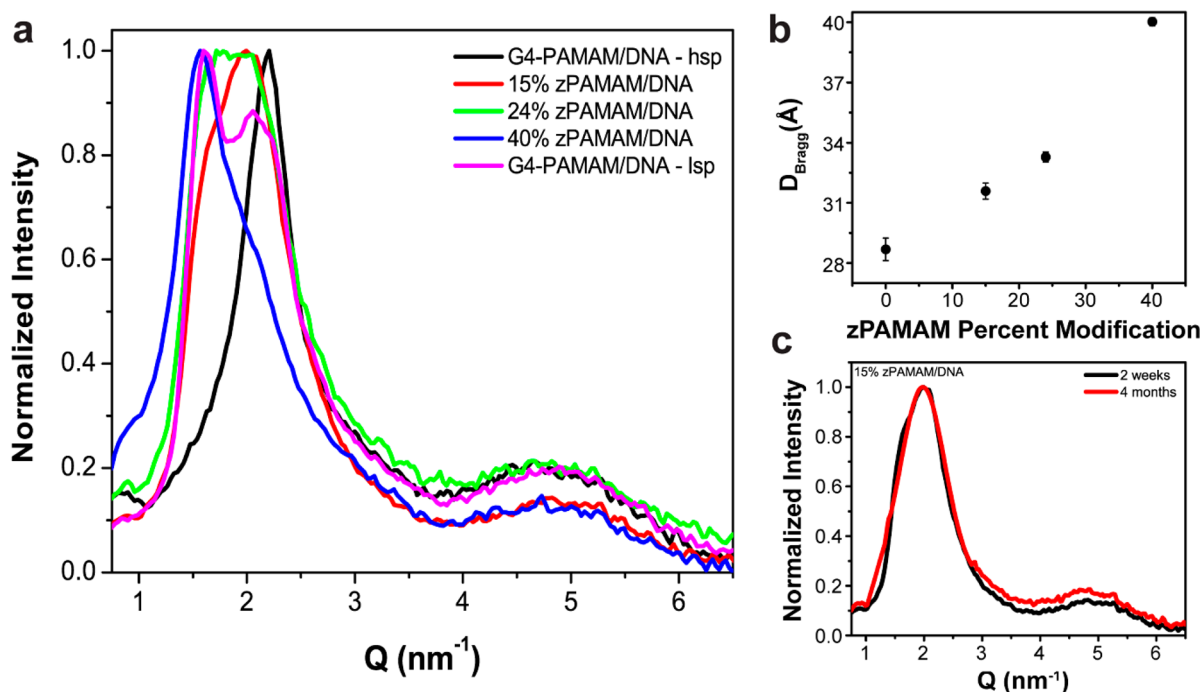 a
1.0
0.8
0.6
0.4
0.2
0.0
Normalized Intensity
G4-PAMAM/DNA - hsp
15% zPAMAM/DNA
24% zPAMAM/DNA
40% zPAMAM/DNA
G4-PAMAM/DNA - lsp
1 2 3 4 5 6
Q (nm⁻¹)
b
40
37
34
31
28
D_Bragg (Å)
0 10 20 30 40
zPAMAM Percent Modification
c
15% zPAMAM/DNA
2 weeks
4 months
1.0
0.8
0.6
0.4
0.2
0.0
Normalized Intensity
1 2 3 4 5 6
Q (nm⁻¹)